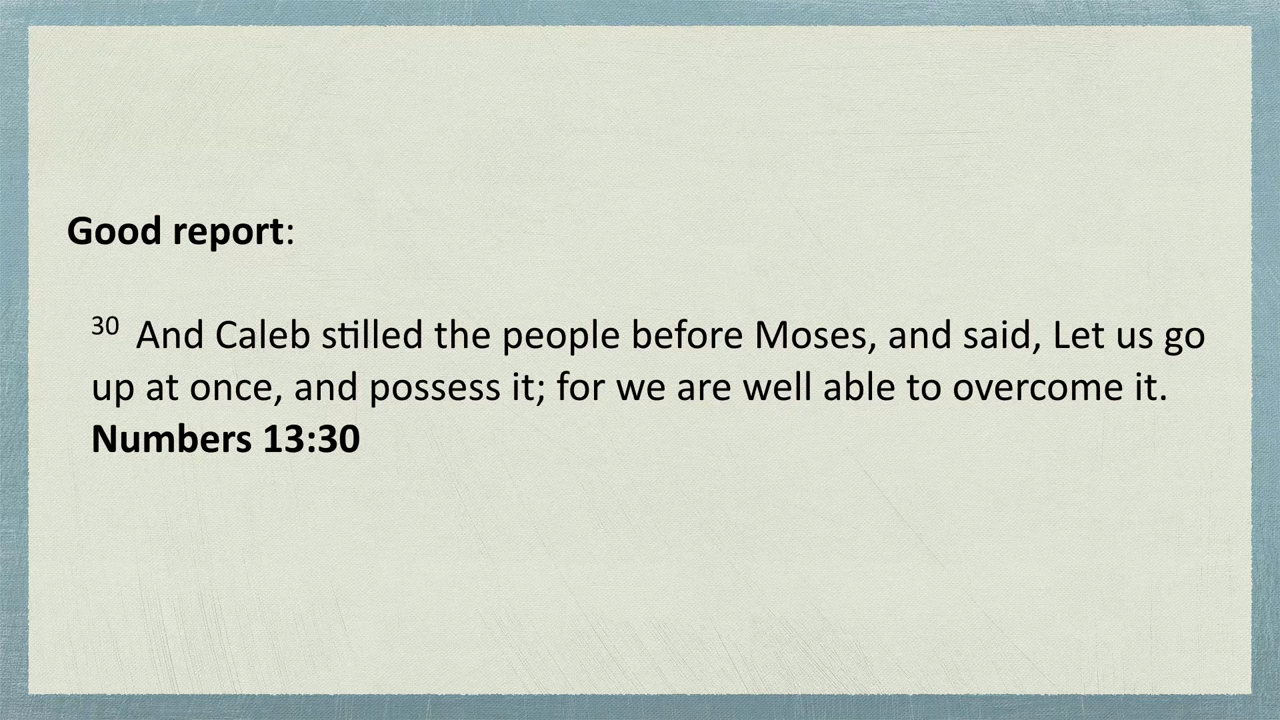 Good report:
30 And Caleb stilled the people before Moses, and said, Let us go
up at once, and possess it; for we are well able to overcome it.
Numbers 13:30